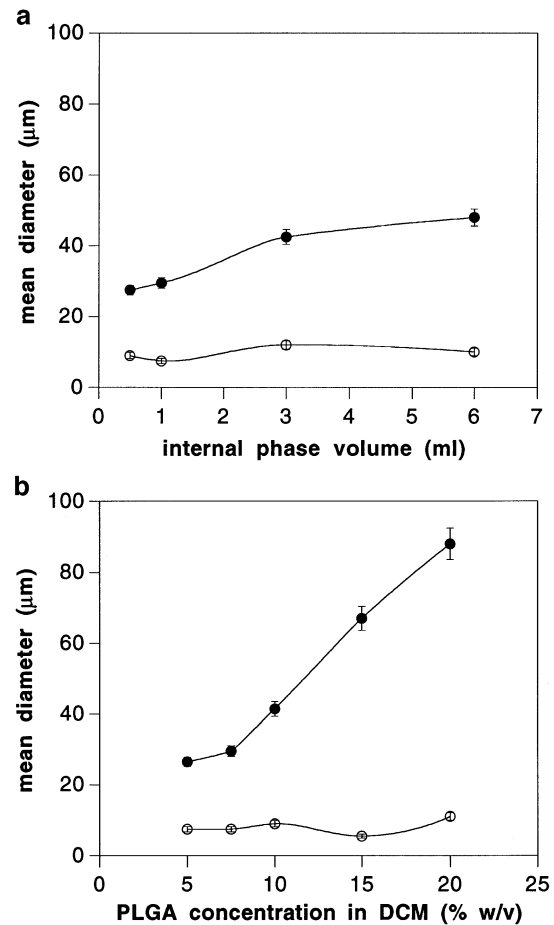 a
100
80
60
40
20
0
mean diameter (μm)
0 1 2 3 4 5 6 7
internal phase volume (ml)
b
100
80
60
40
20
0
mean diameter (μm)
0 5 10 15 20 25
PLGA concentration in DCM (% w/v)